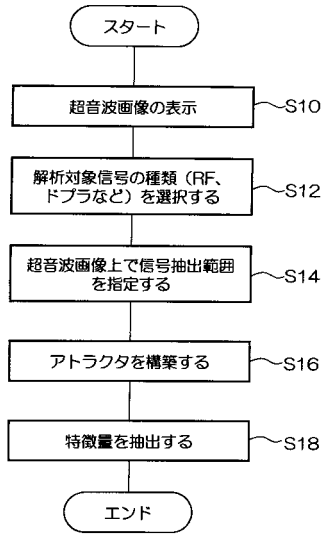 スタート
超音波画像の表示
S10
解析対象信号の種類（RF、
ドプラなど）を選択する
S12
超音波画像上で信号抽出範囲
を指定する
S14
アトラクタを構築する
S16
特徴量を抽出する
S18
エンド